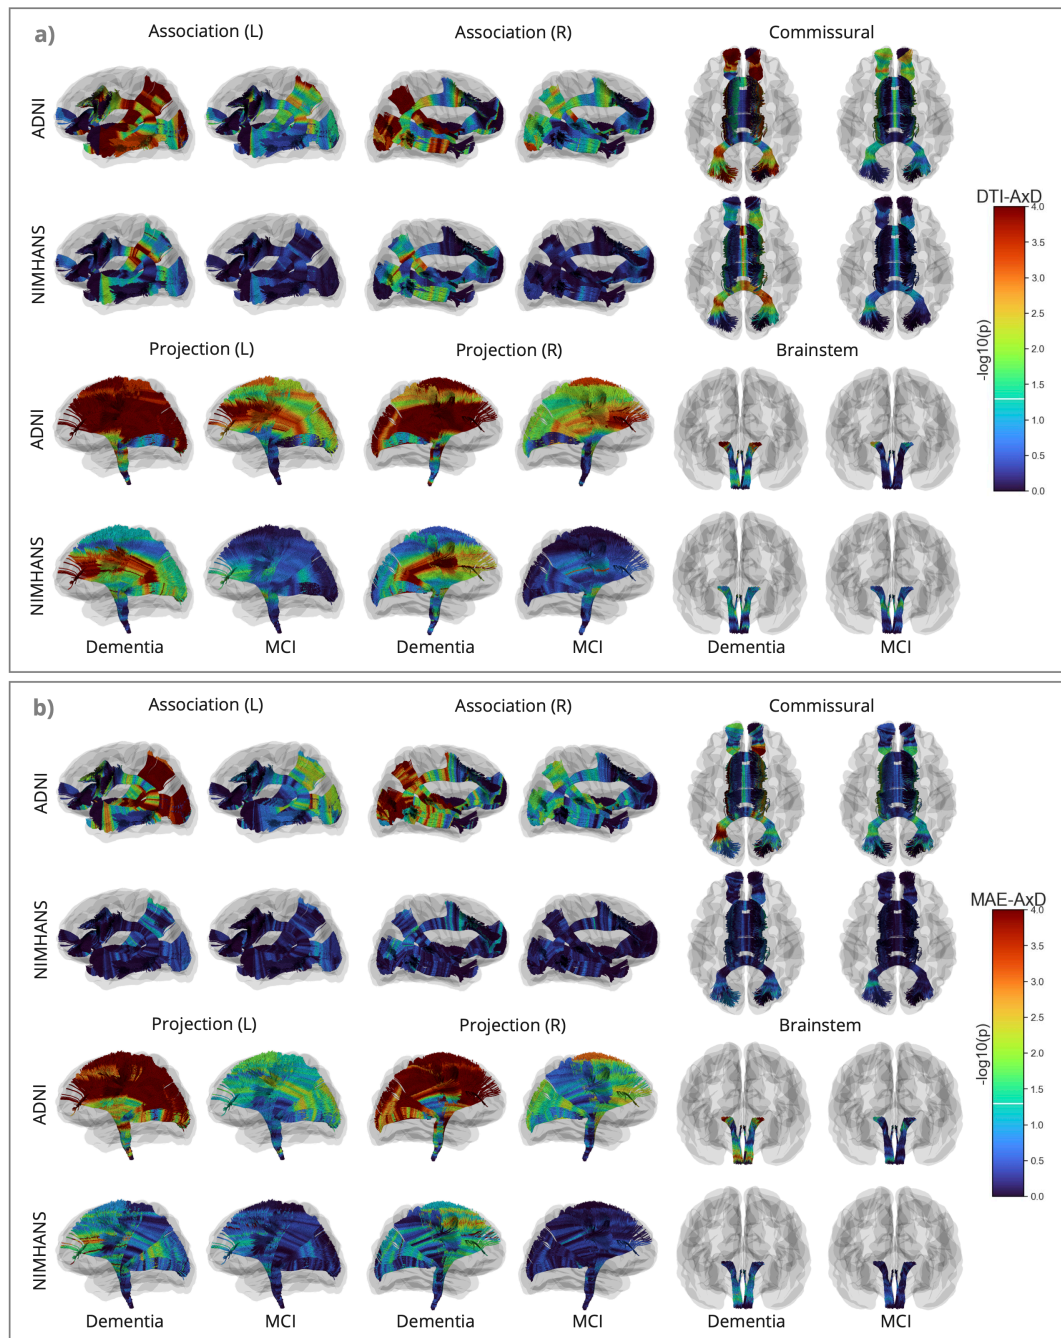 a)
Association (L) Association (R) Commissural
ADNI
NIMHANS
DTI-AxD
4.0
3.5
3.0
2.5
2.0
1.5
1.0
0.5
0.0
-log10(p)
Projection (L) Projection (R) Brainstem
ADNI
NIMHANS
Dementia MCI Dementia MCI Dementia MCI
b)
Association (L) Association (R) Commissural
ADNI
NIMHANS
MAE-AxD
4.0
3.5
3.0
2.5
2.0
1.5
1.0
0.5
0.0
-log10(p)
Projection (L) Projection (R) Brainstem
ADNI
NIMHANS
Dementia MCI Dementia MCI Dementia MCI